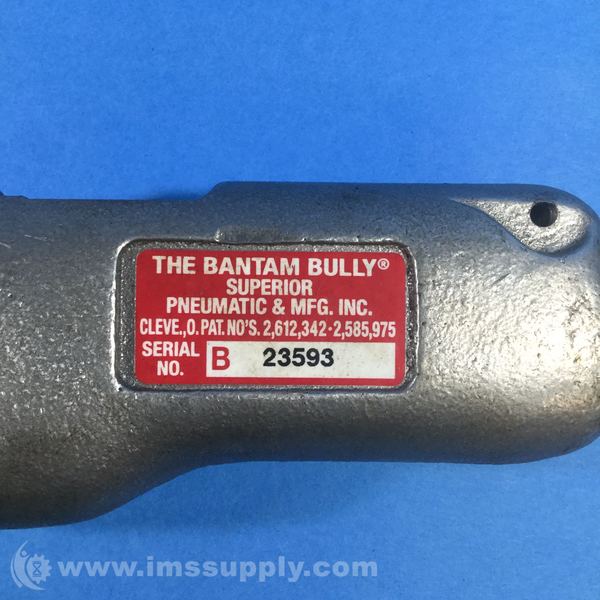 THE BANTAM BULLY®
SUPERIOR
PNEUMATIC & MFG. INC.
CLEVE.,O. PAT. NO'S. 2,612,342·2,585,975
SERIAL NO. B 23593
www.imssupply.com